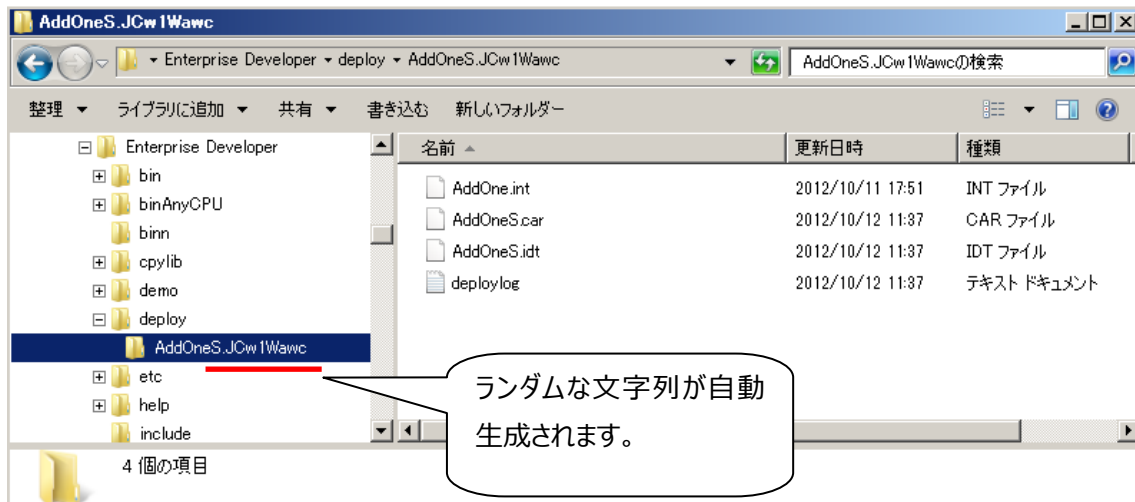 AddOneS.JCw1Wawc
Enterprise Developer deploy AddOneS.JCw1Wawc
AddOneS.JCw1Wawcの検索
整理 ライブラリに追加 共有 書き込む 新しいフォルダー
Enterprise Developer
bin
binAnyCPU
binn
cpylib
demo
deploy
AddOneS.JCw1Wawc
etc
help
include
名前 更新日時 種類
AddOne.int 2012/10/11 17:51 INT ファイル
AddOneS.car 2012/10/12 11:37 CAR ファイル
AddOneS.idt 2012/10/12 11:37 IDT ファイル
deploylog 2012/10/12 11:37 テキスト ドキュメント
ランダムな文字列が自動
生成されます。
4 個の項目